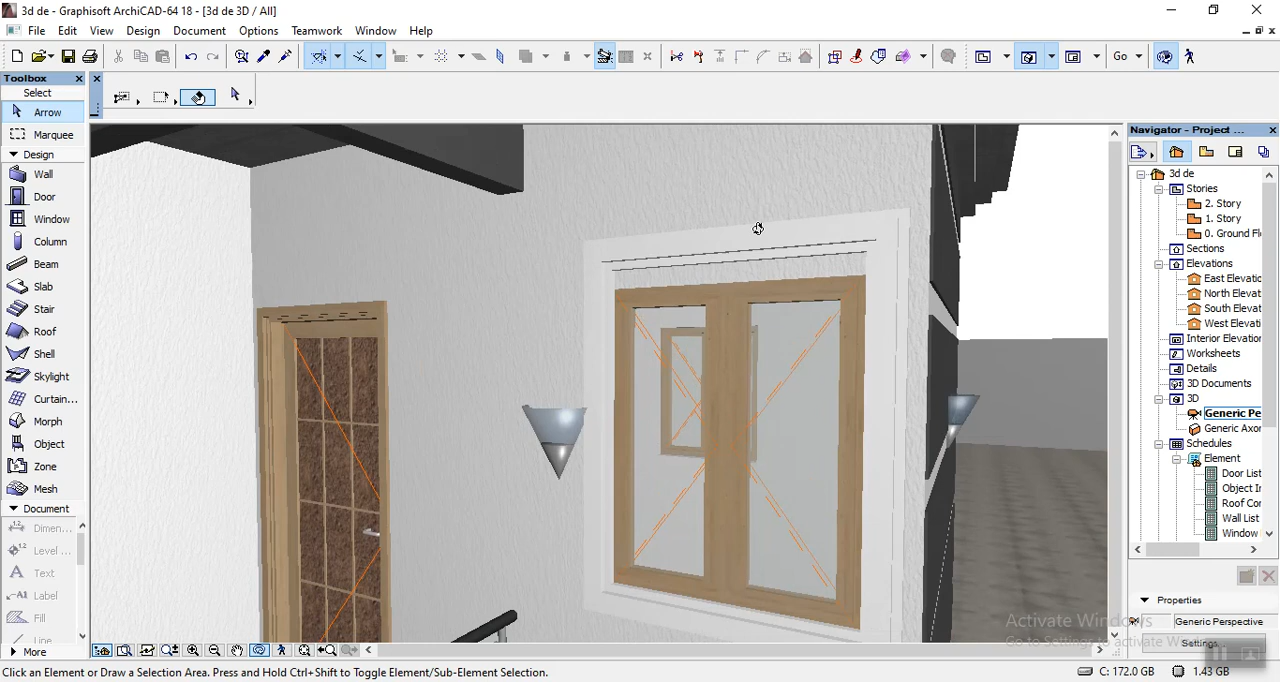 3d de - Graphisoft ArchiCAD-64 18 - [3d de 3D / All]
File Edit View Design Document Options Teamwork Window Help
Go
Toolbox
Select
Arrow
Marquee
Design
Wall
Door
Window
Column
Beam
Slab
Stair
Roof
Shell
Skylight
Curtain...
Morph
Object
Zone
Mesh
Document
Dimen...
Level ...
Text
Label
Fill
Line
More
Navigator - Project ...
3d de
Stories
2. Story
1. Story
0. Ground Fl
Sections
Elevations
East Elevatic
North Elevat
South Elevat
West Elevati
Interior Elevation
Worksheets
Details
3D Documents
3D
Generic Pe
Generic Axor
Schedules
Element
Door List
Object Ir
Roof Cor
Wall List
Window
Properties
Generic Perspective
Settings...
Activate Windows
Go to Settings to activate Windows.
Click an Element or Draw a Selection Area. Press and Hold Ctrl+Shift to Toggle Element/Sub-Element Selection.
C: 172.0 GB
1.43 GB